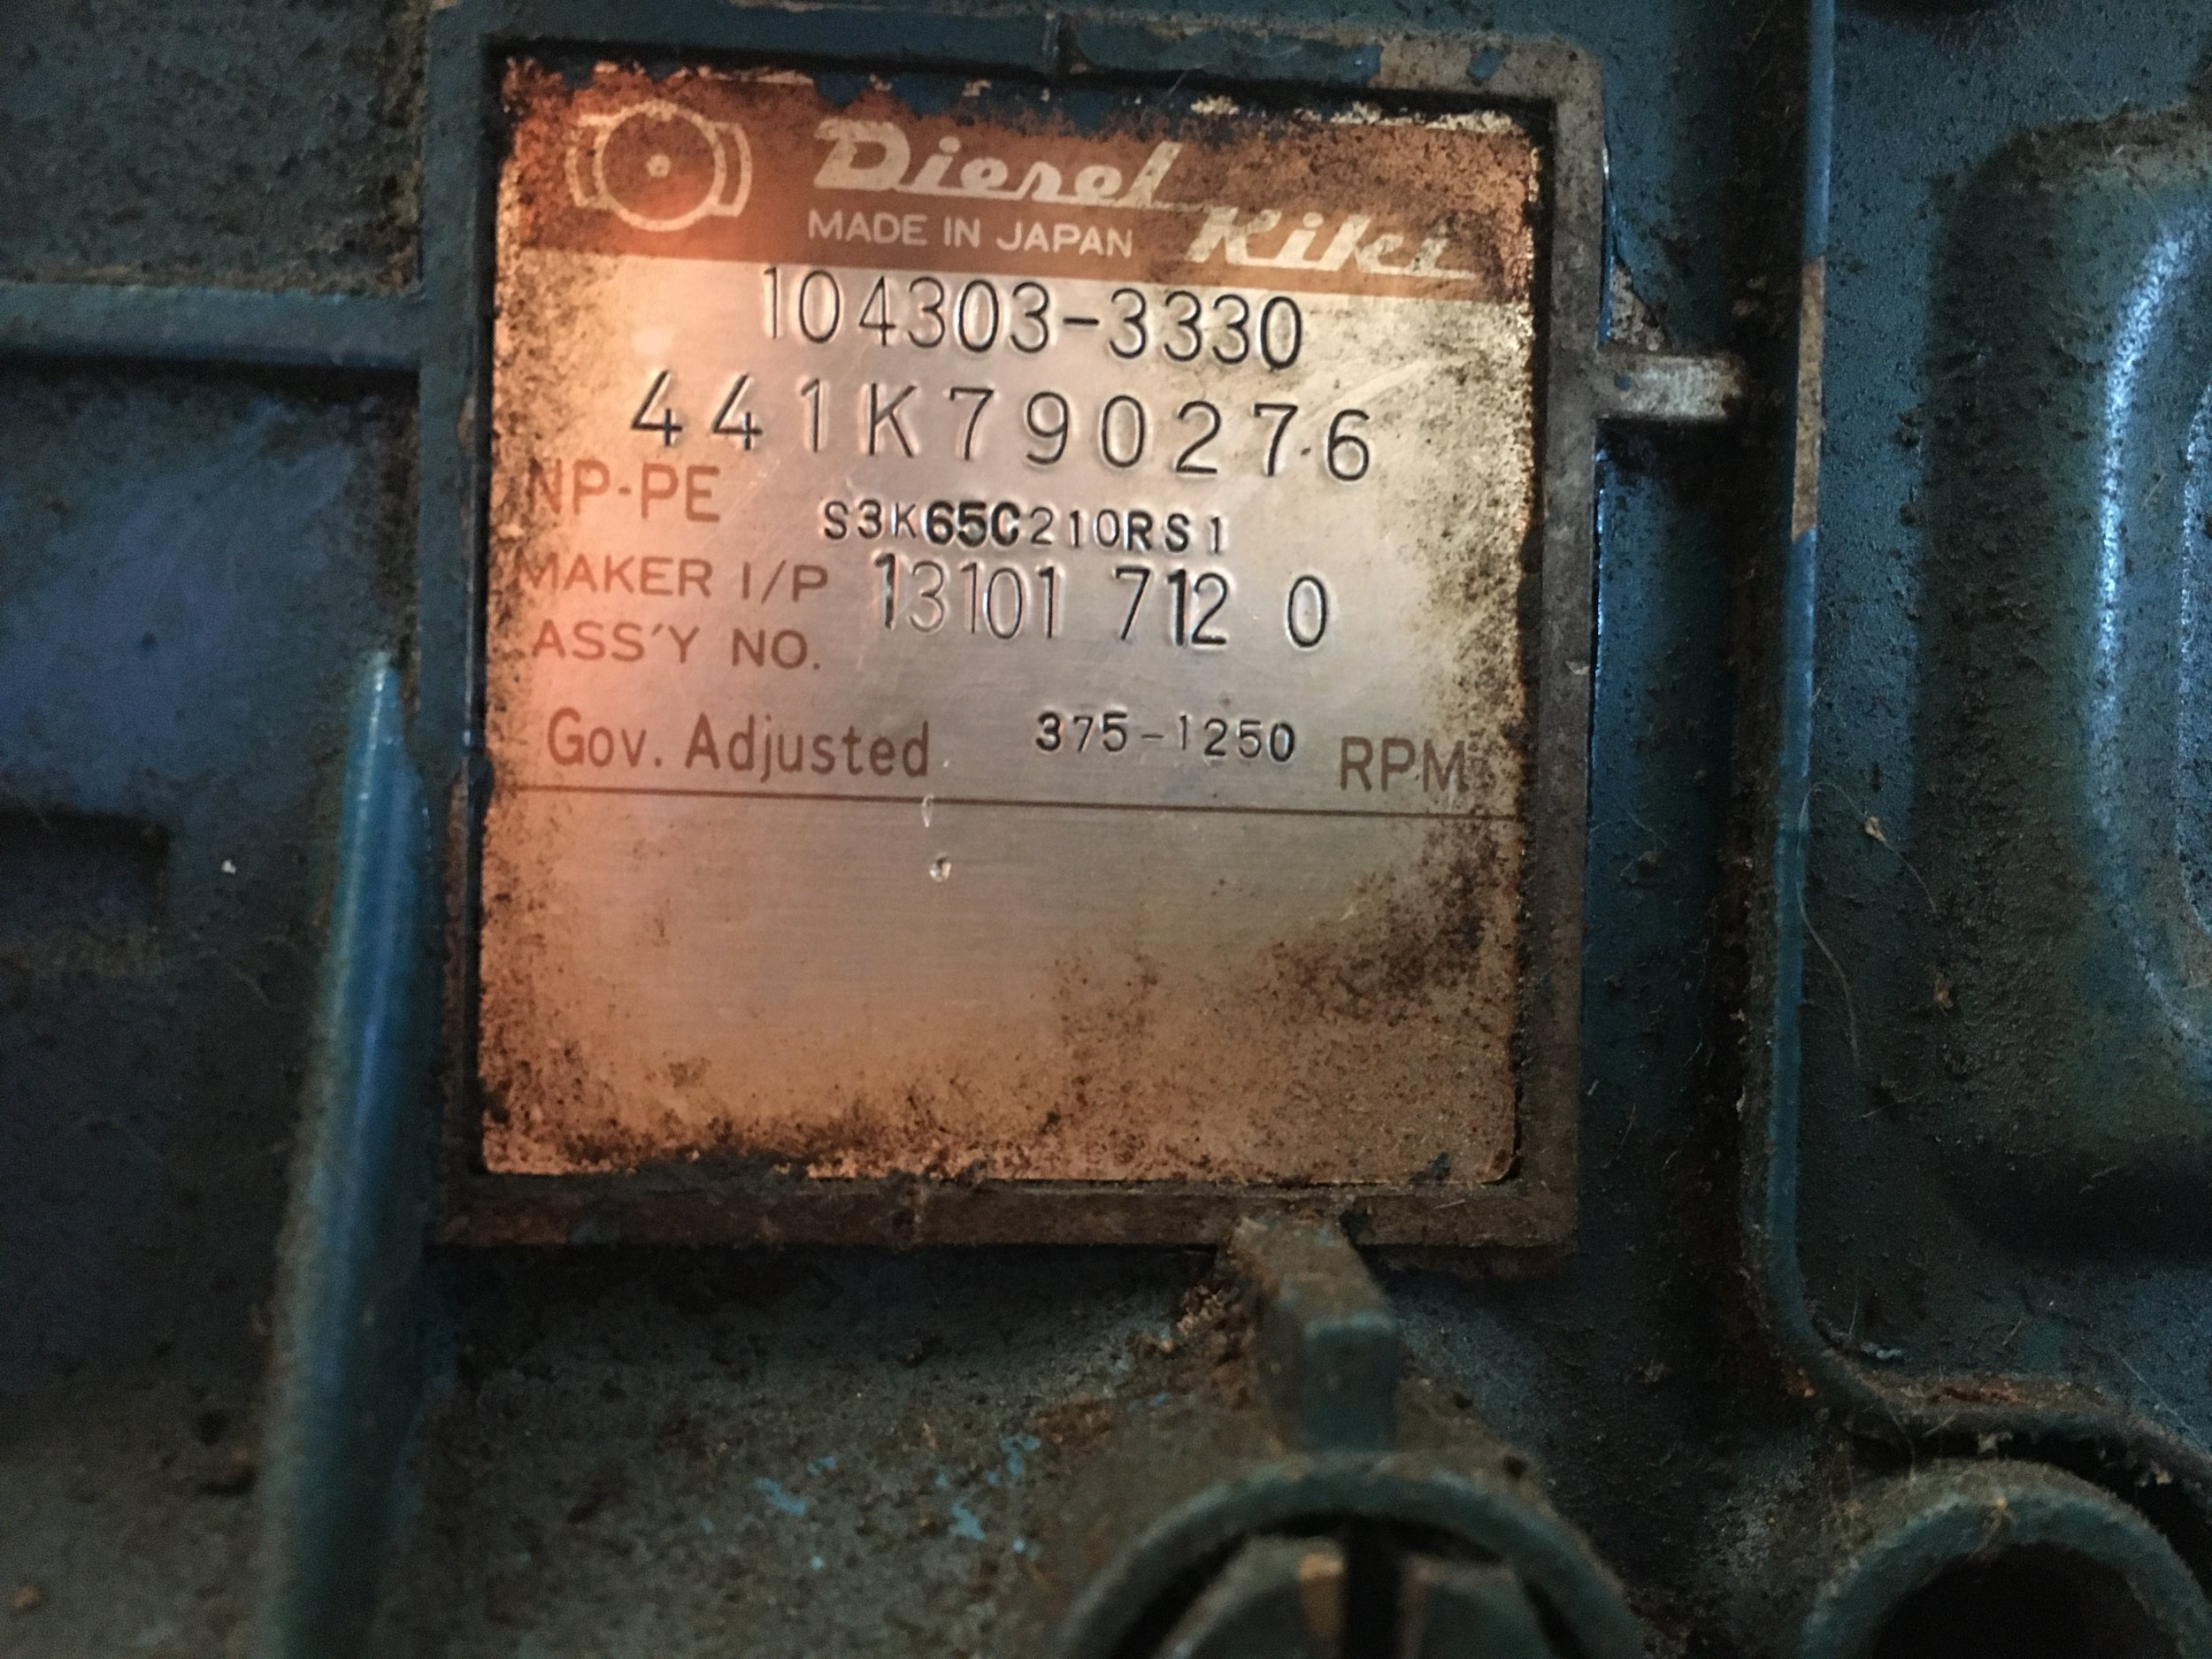 Diesel Kiki
MADE IN JAPAN
104303-3330
441K790276
NP-PE S3K65C210RS1
MAKER I/P ASS'Y NO. 13101 712 0
Gov. Adjusted 375-1250 RPM